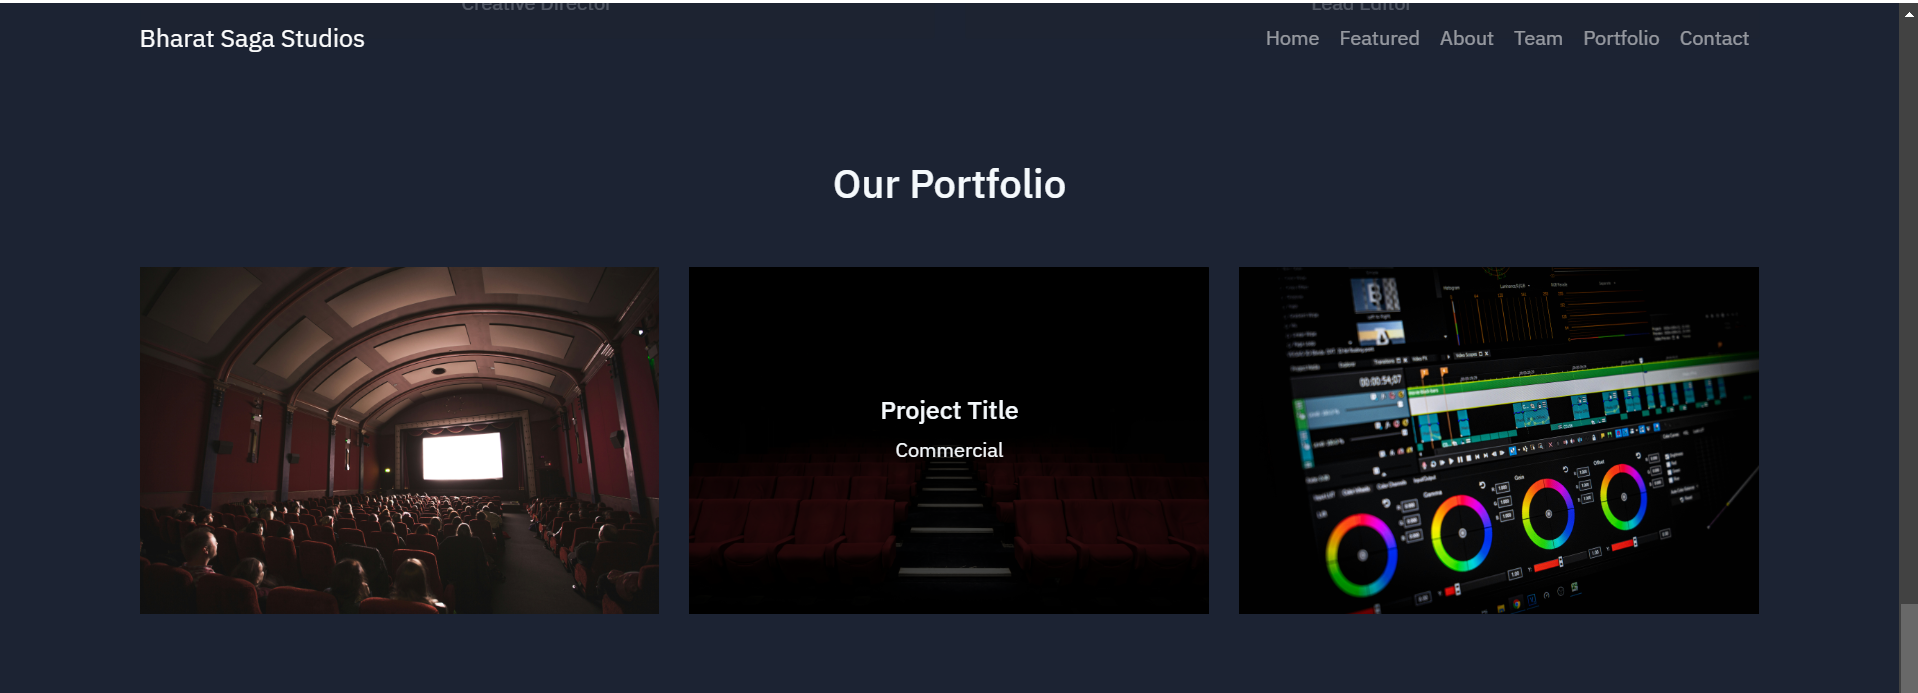 Creative Director
Lead Editor
Bharat Saga Studios
Home Featured About Team Portfolio Contact
Our Portfolio
Project Title
Commercial
00:00:54;07